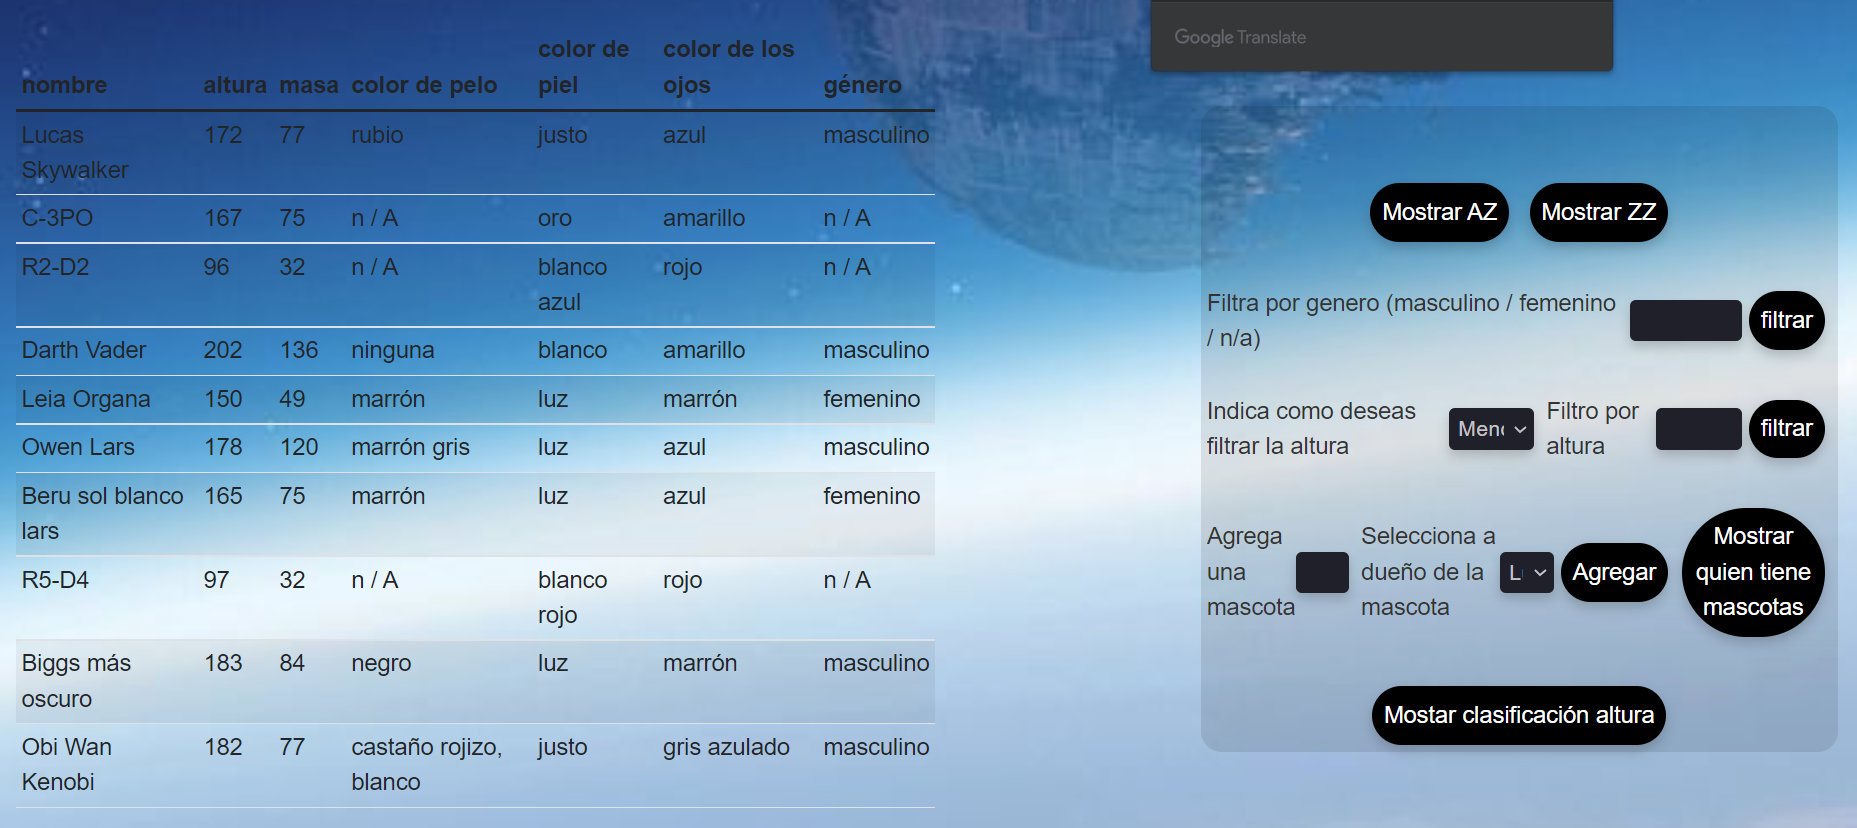 Google Translate
nombre altura masa color de pelo color de piel color de los ojos género
Lucas Skywalker 172 77 rubio justo azul masculino
C-3PO 167 75 n / A oro amarillo n / A
R2-D2 96 32 n / A blanco azul rojo n / A
Darth Vader 202 136 ninguna blanco amarillo masculino
Leia Organa 150 49 marrón luz marrón femenino
Owen Lars 178 120 marrón gris luz azul masculino
Beru sol blanco lars 165 75 marrón luz azul femenino
R5-D4 97 32 n / A blanco rojo rojo n / A
Biggs más oscuro 183 84 negro luz marrón masculino
Obi Wan Kenobi 182 77 castaño rojizo, blanco justo gris azulado masculino
Mostrar AZ Mostrar ZZ
Filtra por genero (masculino / femenino
/ n/a) filtrar
Indica como deseas
filtrar la altura Men Filtro por
altura filtrar
Agrega
una
mascota
Selecciona a
dueño de la
mascota L Agregar
Mostrar
quien tiene
mascotas
Mostar clasificación altura